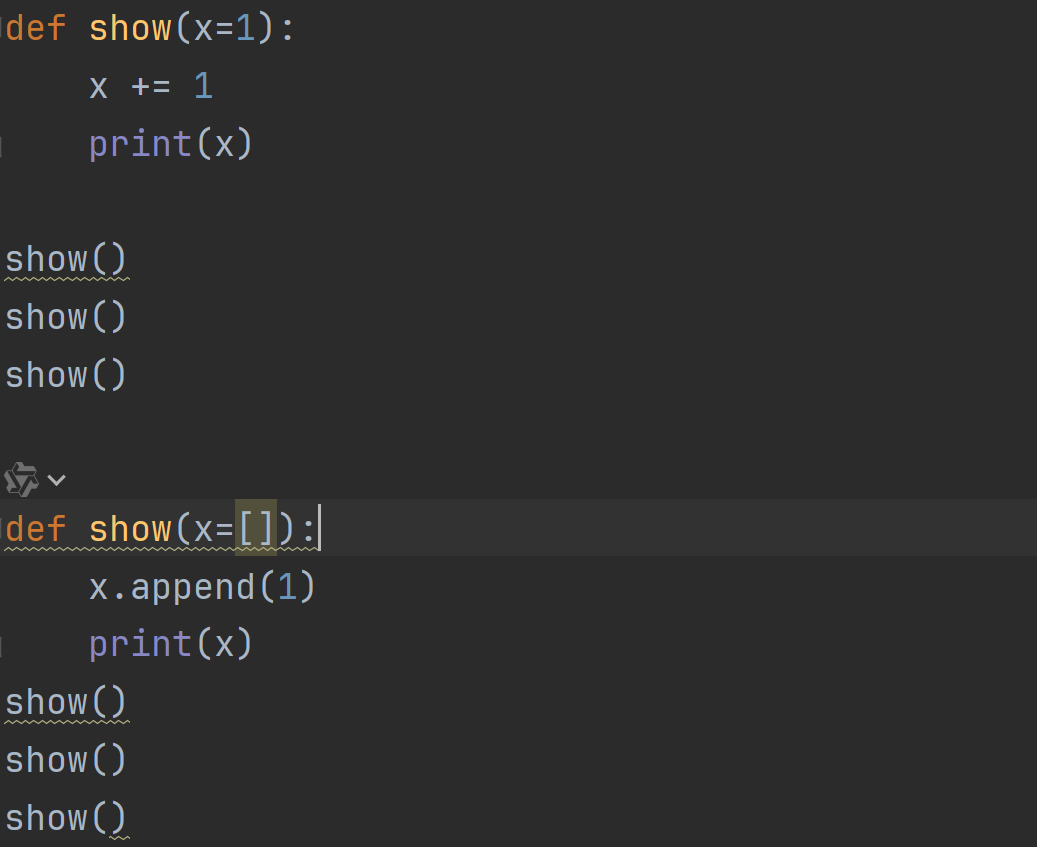 def show(x=1):
    x += 1
    print(x)
show()
show()
show()
def show(x=[]):
    x.append(1)
    print(x)
show()
show()
show()